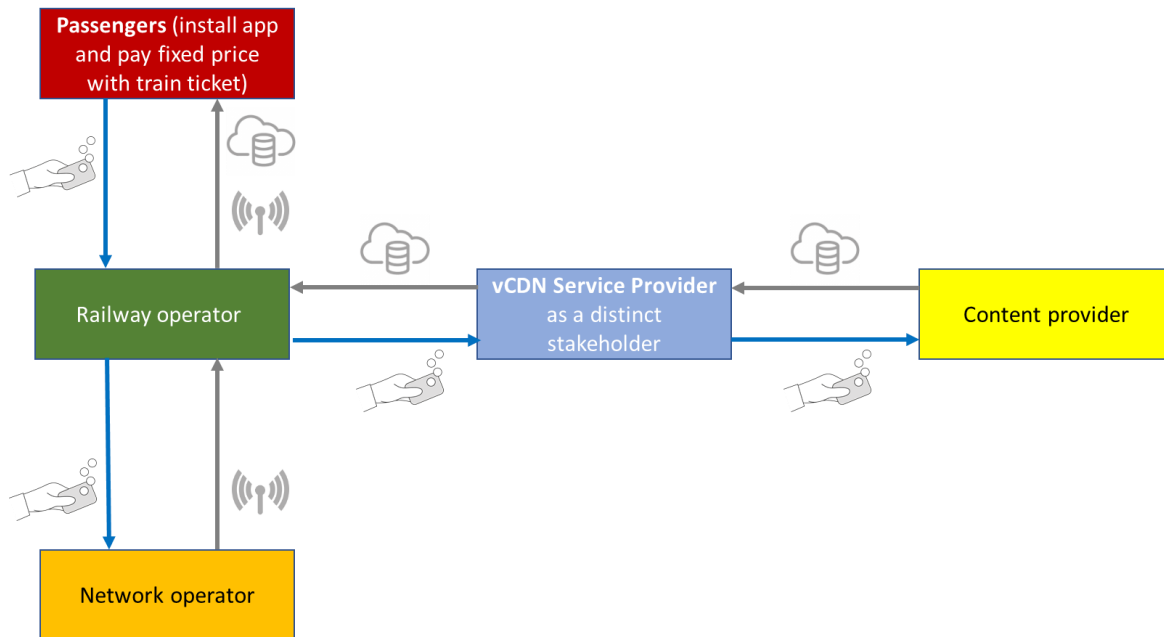 Passengers (install app
and pay fixed price
with train ticket)
Railway operator
vCDN Service Provider
as a distinct
stakeholder
Content provider
Network operator